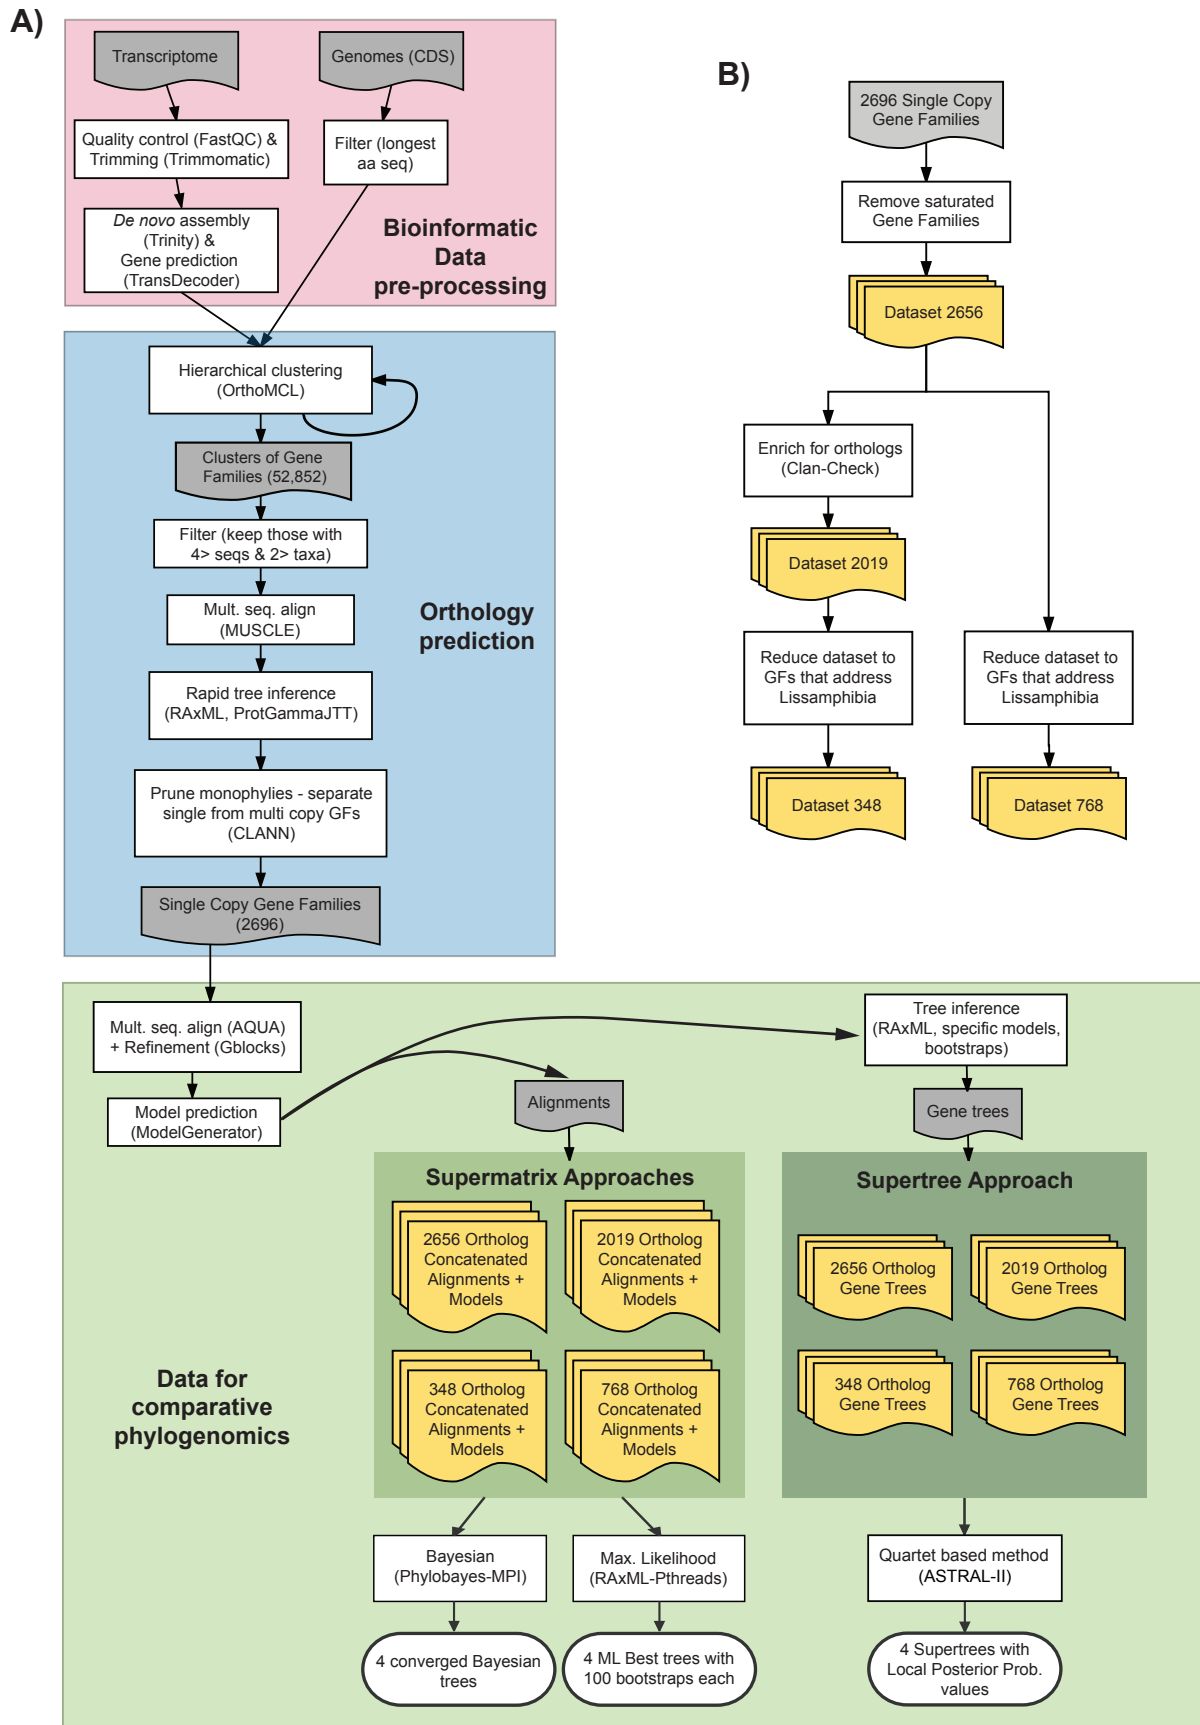 A)
Transcriptome
Genomes (CDS)
Quality control (FastQC) &
Trimming (Trimmomatic)
Filter (longest
aa seq)
De novo assembly
(Trinity) &
Gene prediction
(TransDecoder)
Bioinformatic
Data
pre-processing
Hierarchical clustering
(OrthoMCL)
Clusters of Gene
Families (52,852)
Filter (keep those with
4> seqs & 2> taxa)
Mult. seq. align
(MUSCLE)
Orthology
prediction
Rapid tree inference
(RAxML, ProtGammaJTT)
Prune monophylies - separate
single from multi copy GFs
(CLANN)
Single Copy Gene Families
(2696)
B)
2696 Single Copy
Gene Families
Remove saturated
Gene Families
Dataset 2656
Enrich for orthologs
(Clan-Check)
Dataset 2019
Reduce dataset to
GFs that address
Lissamphibia
Reduce dataset to
GFs that address
Lissamphibia
Dataset 348
Dataset 768
Mult. seq. align (AQUA)
+ Refinement (Gblocks)
Model prediction
(ModelGenerator)
Tree inference
(RAxML, specific models,
bootstraps)
Alignments
Gene trees
Supermatrix Approaches
2656 Ortholog
Concatenated
Alignments +
Models
2019 Ortholog
Concatenated
Alignments +
Models
348 Ortholog
Concatenated
Alignments +
Models
768 Ortholog
Concatenated
Alignments +
Models
Supertree Approach
2656 Ortholog
Gene Trees
2019 Ortholog
Gene Trees
348 Ortholog
Gene Trees
768 Ortholog
Gene Trees
Data for
comparative
phylogenomics
Bayesian
(Phylobayes-MPI)
Max. Likelihood
(RAxML-Pthreads)
Quartet based method
(ASTRAL-II)
4 converged Bayesian
trees
4 ML Best trees with
100 bootstraps each
4 Supertrees with
Local Posterior Prob.
values